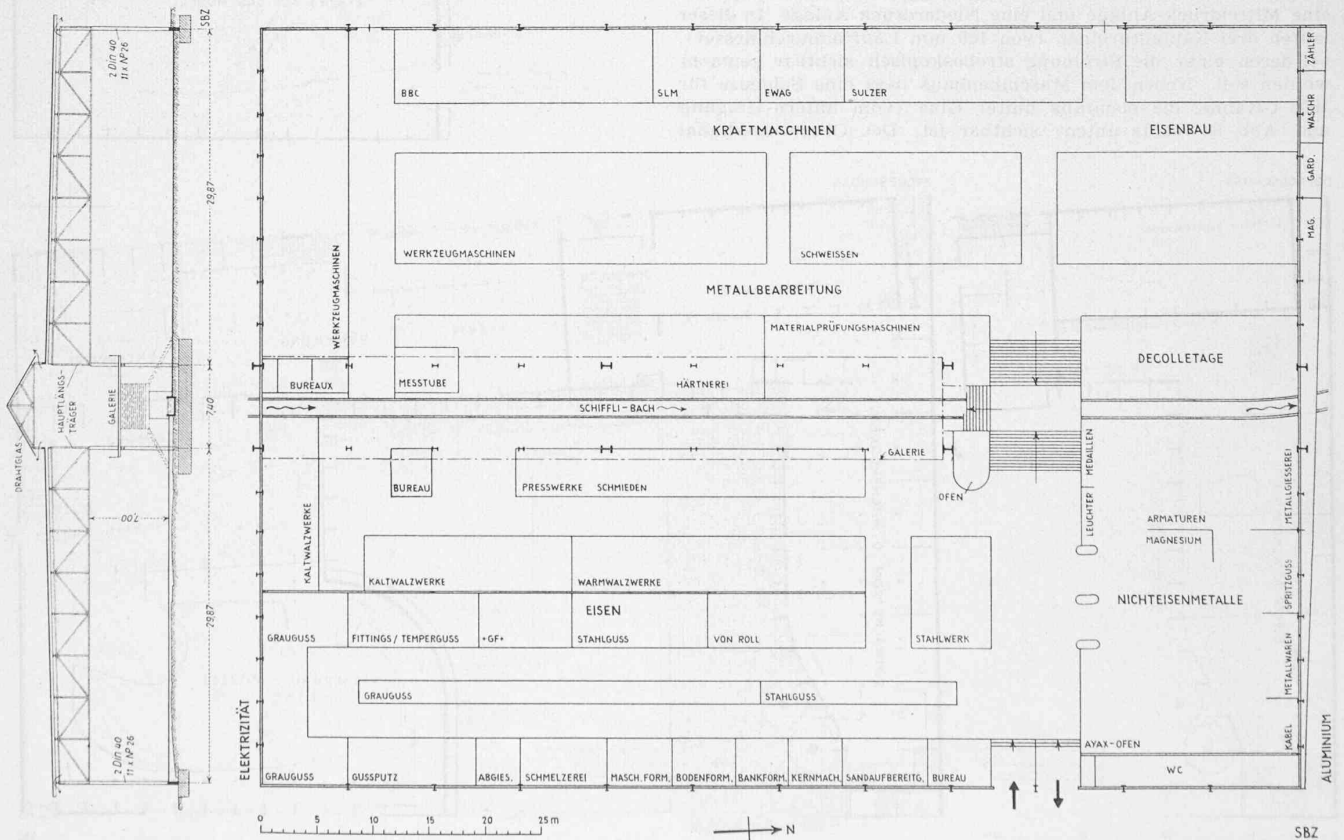 SBZ
2 Din 40
11 x NP 26
29,87
DRAHTGLAS
HAUPTLÄNGS-
TRÄGER
GALERIE
7,40
7,00
29,87
2 Din 40
11 x NP 26
BBC
SLM
EWAG
SULZER
ZÄHLER
WASCHR.
GARD.
MAG.
KRAFTMASCHINEN
EISENBAU
WERKZEUGMASCHINEN
WERKZEUGMASCHINEN
SCHWEISSEN
METALLBEARBEITUNG
MATERIALPRÜFUNGSMASCHINEN
DECOLLETAGE
BUREAUX
MESSTUBE
HÄRTNEREI
SCHIFFLI-BACH
GALERIE
BUREAU
PRESSWERKE SCHMIEDEN
OFEN
MEDAILLEN
LEUCHTER
ARMATUREN
MAGNESIUM
METALLGIESSEREI
KALTWALZWERKE
KALTWALZWERKE
WARMWALZWERKE
NICHTEISENMETALLE
SPRITZGUSS
EISEN
GRAUGUSS
FITTINGS / TEMPERGUSS
+GF+
STAHLGUSS
VON ROLL
STAHLWERK
METALLWAREN
GRAUGUSS
STAHLGUSS
ELEKTRIZITÄT
KABEL
AYAX-OFEN
WC
ALUMINIUM
GRAUGUSS
GUSSPUTZ
ABGIES.
SCHMELZEREI
MASCH. FORM.
BODENFORM.
BANKFORM.
KERNMACH.
SANDAUFBEREITG.
BUREAU
0 5 10 15 20 25 m
N
SBZ